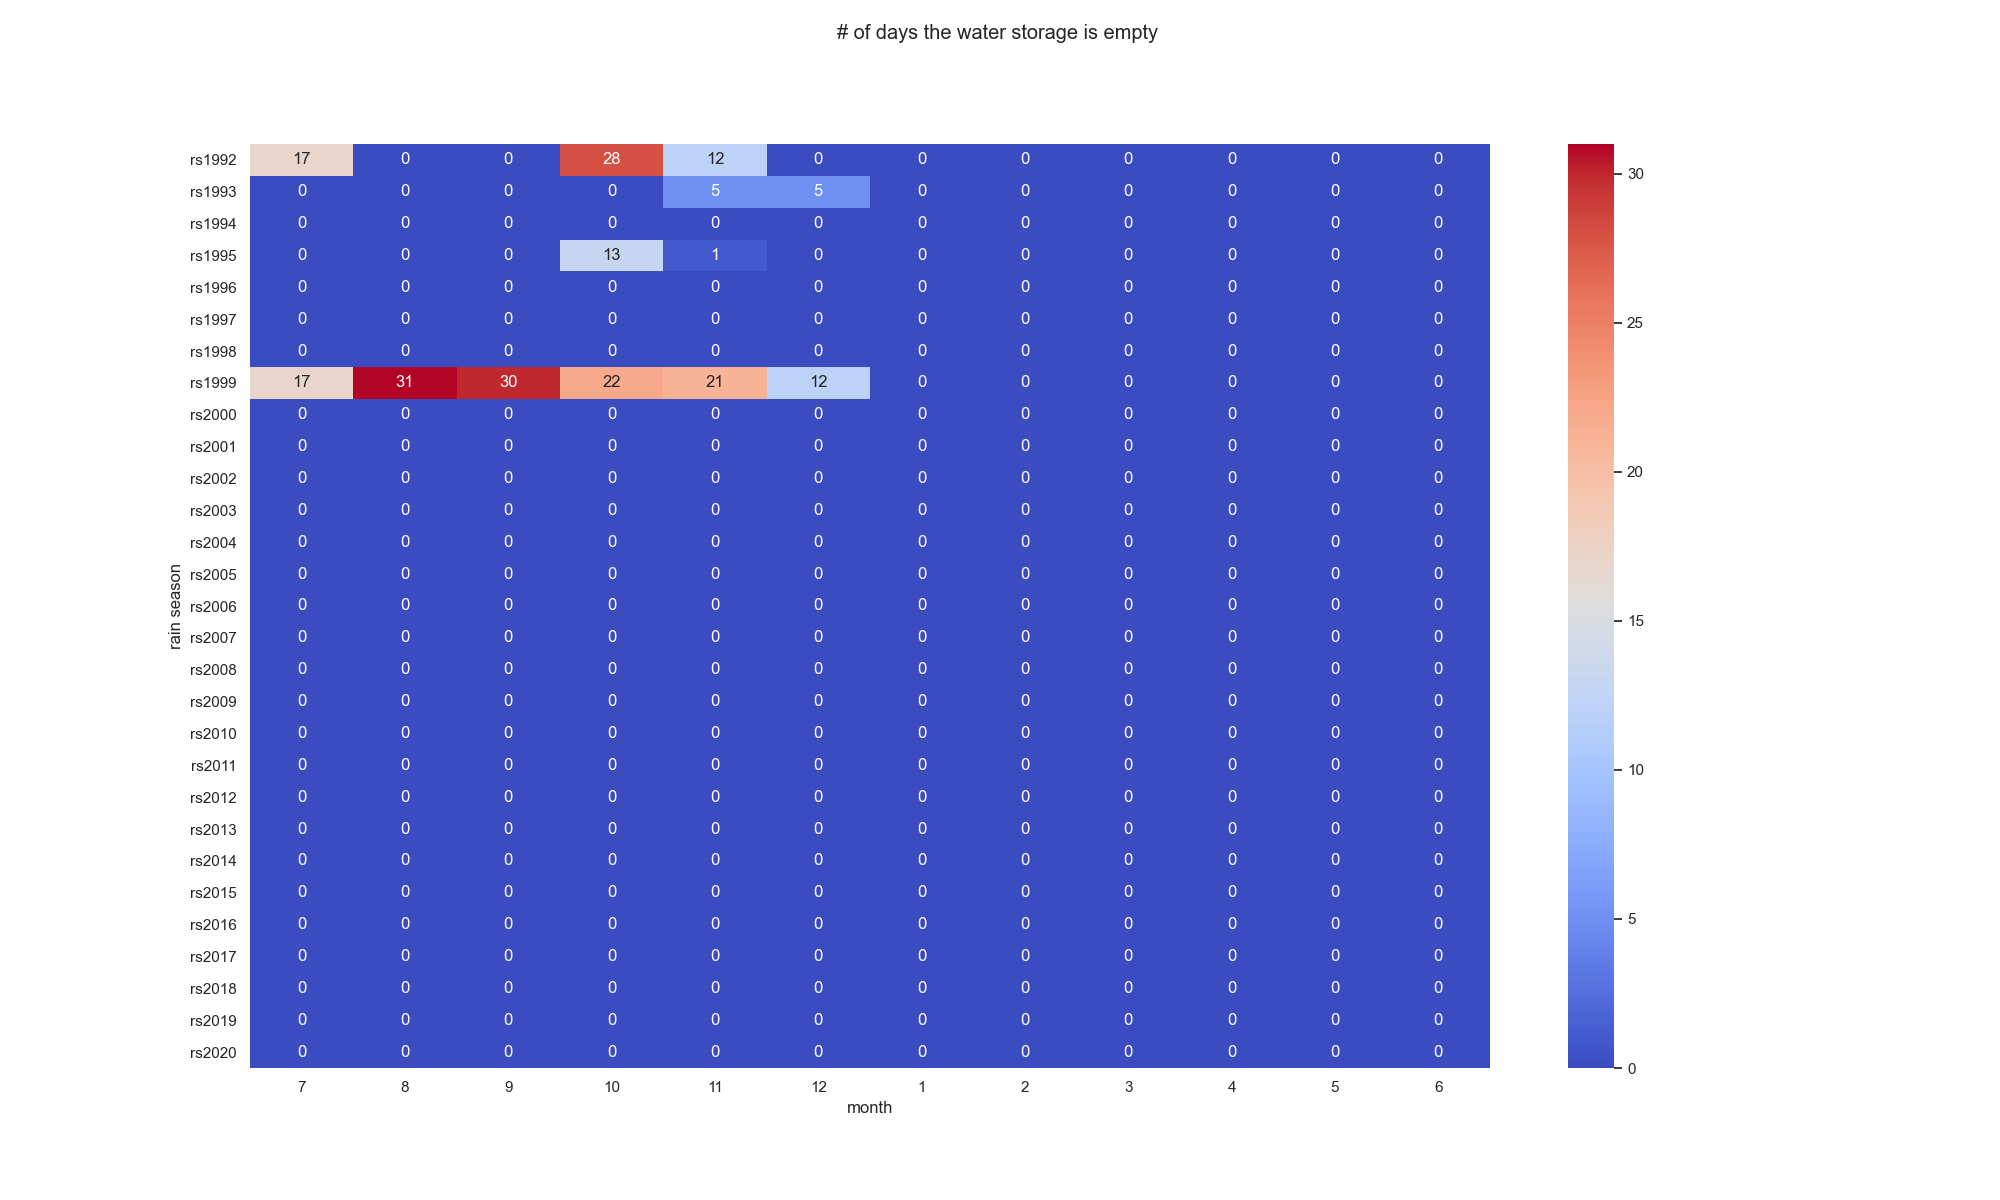 # of days the water storage is empty
rs1992 17 0 0 28 12 0 0 0 0 0 0 0
rs1993 0 0 0 0 5 5 0 0 0 0 0 0
rs1994 0 0 0 0 0 0 0 0 0 0 0 0
rs1995 0 0 0 13 1 0 0 0 0 0 0 0
rs1996 0 0 0 0 0 0 0 0 0 0 0 0
rs1997 0 0 0 0 0 0 0 0 0 0 0 0
rs1998 0 0 0 0 0 0 0 0 0 0 0 0
rs1999 17 31 30 22 21 12 0 0 0 0 0 0
rs2000 0 0 0 0 0 0 0 0 0 0 0 0
rs2001 0 0 0 0 0 0 0 0 0 0 0 0
rs2002 0 0 0 0 0 0 0 0 0 0 0 0
rs2003 0 0 0 0 0 0 0 0 0 0 0 0
rs2004 0 0 0 0 0 0 0 0 0 0 0 0
rs2005 0 0 0 0 0 0 0 0 0 0 0 0
rs2006 0 0 0 0 0 0 0 0 0 0 0 0
rs2007 0 0 0 0 0 0 0 0 0 0 0 0
rs2008 0 0 0 0 0 0 0 0 0 0 0 0
rs2009 0 0 0 0 0 0 0 0 0 0 0 0
rs2010 0 0 0 0 0 0 0 0 0 0 0 0
rs2011 0 0 0 0 0 0 0 0 0 0 0 0
rs2012 0 0 0 0 0 0 0 0 0 0 0 0
rs2013 0 0 0 0 0 0 0 0 0 0 0 0
rs2014 0 0 0 0 0 0 0 0 0 0 0 0
rs2015 0 0 0 0 0 0 0 0 0 0 0 0
rs2016 0 0 0 0 0 0 0 0 0 0 0 0
rs2017 0 0 0 0 0 0 0 0 0 0 0 0
rs2018 0 0 0 0 0 0 0 0 0 0 0 0
rs2019 0 0 0 0 0 0 0 0 0 0 0 0
rs2020 0 0 0 0 0 0 0 0 0 0 0 0
7 8 9 10 11 12 1 2 3 4 5 6
month
rain season
30
25
20
15
10
5
0